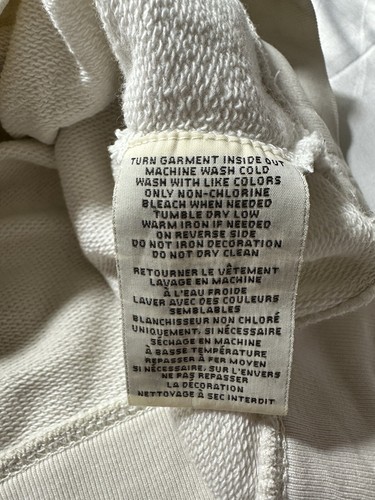 TURN GARMENT INSIDE OUT
MACHINE WASH COLD
WASH WITH LIKE COLORS
ONLY NON-CHLORINE
BLEACH WHEN NEEDED
TUMBLE DRY LOW
WARM IRON IF NEEDED
ON REVERSE SIDE
DO NOT IRON DECORATION
DO NOT DRY CLEAN
RETOURNER LE VÊTEMENT
LAVAGE EN MACHINE
À L'EAU FROIDE
LAVER AVEC DES COULEURS
SEMBLABLES
BLANCHISSEUR NON CHLORÉ
UNIQUEMENT, SI NÉCESSAIRE
SÉCHAGE EN MACHINE
À BASSE TEMPÉRATURE
REPASSER À FER MOYEN
SI NÉCESSAIRE, SUR L'ENVERS
NE PAS REPASSER
LA DÉCORATION
NETTOYAGE À SEC INTERDIT